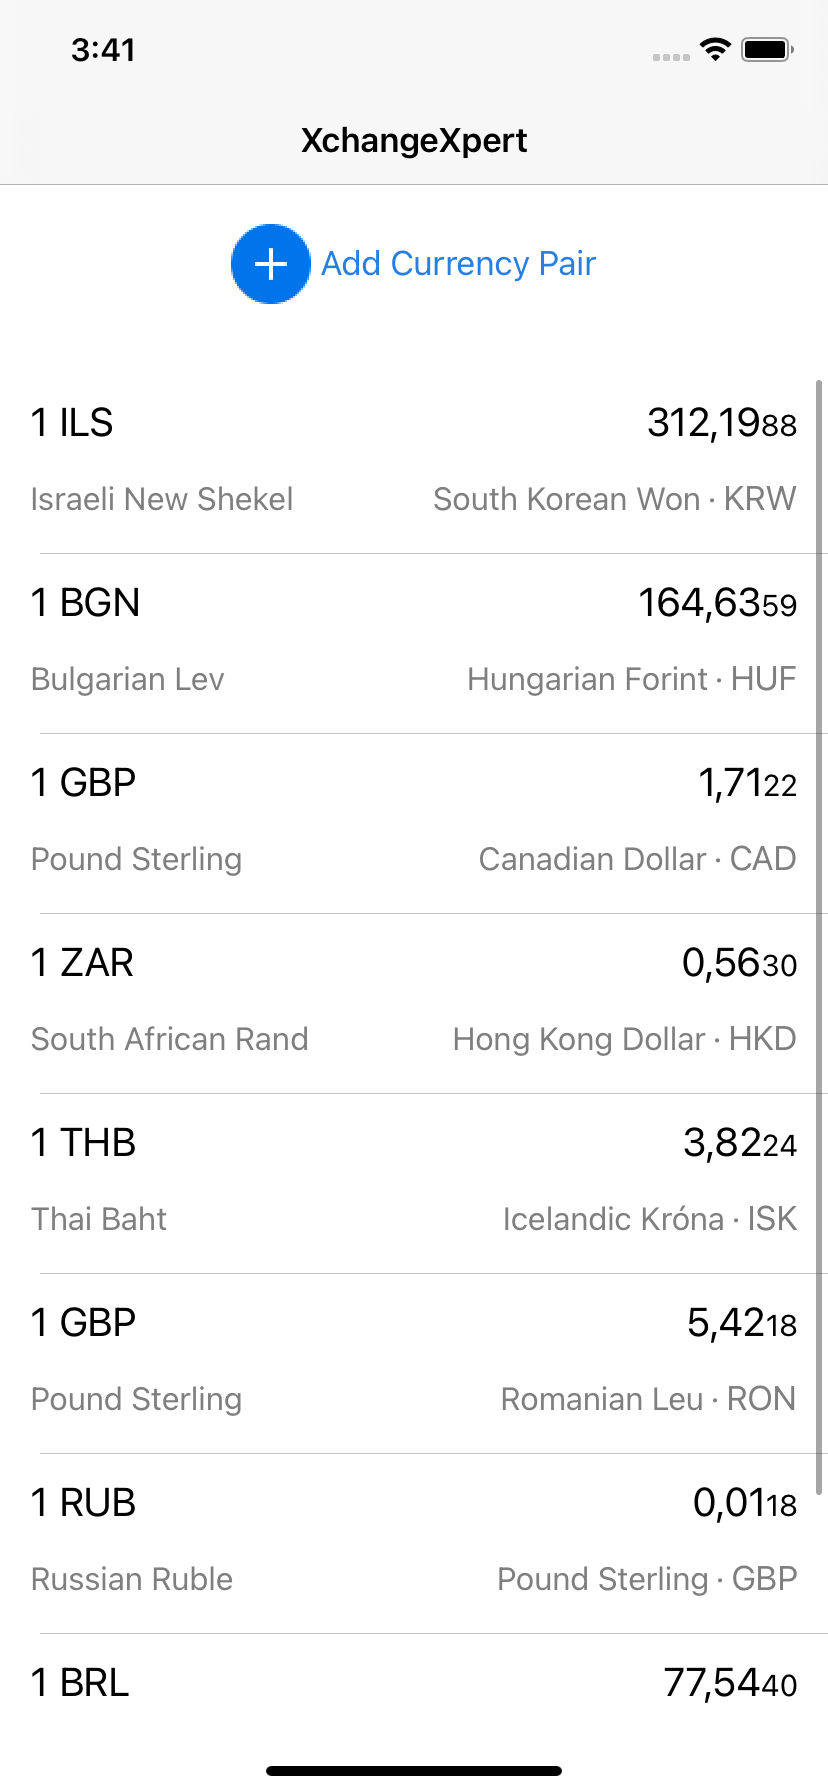 3:41
XchangeXpert
Add Currency Pair
1 ILS 312,1988
Israeli New Shekel South Korean Won · KRW
1 BGN 164,6359
Bulgarian Lev Hungarian Forint · HUF
1 GBP 1,7122
Pound Sterling Canadian Dollar · CAD
1 ZAR 0,5630
South African Rand Hong Kong Dollar · HKD
1 THB 3,8224
Thai Baht Icelandic Króna · ISK
1 GBP 5,4218
Pound Sterling Romanian Leu · RON
1 RUB 0,0118
Russian Ruble Pound Sterling · GBP
1 BRL 77,5440